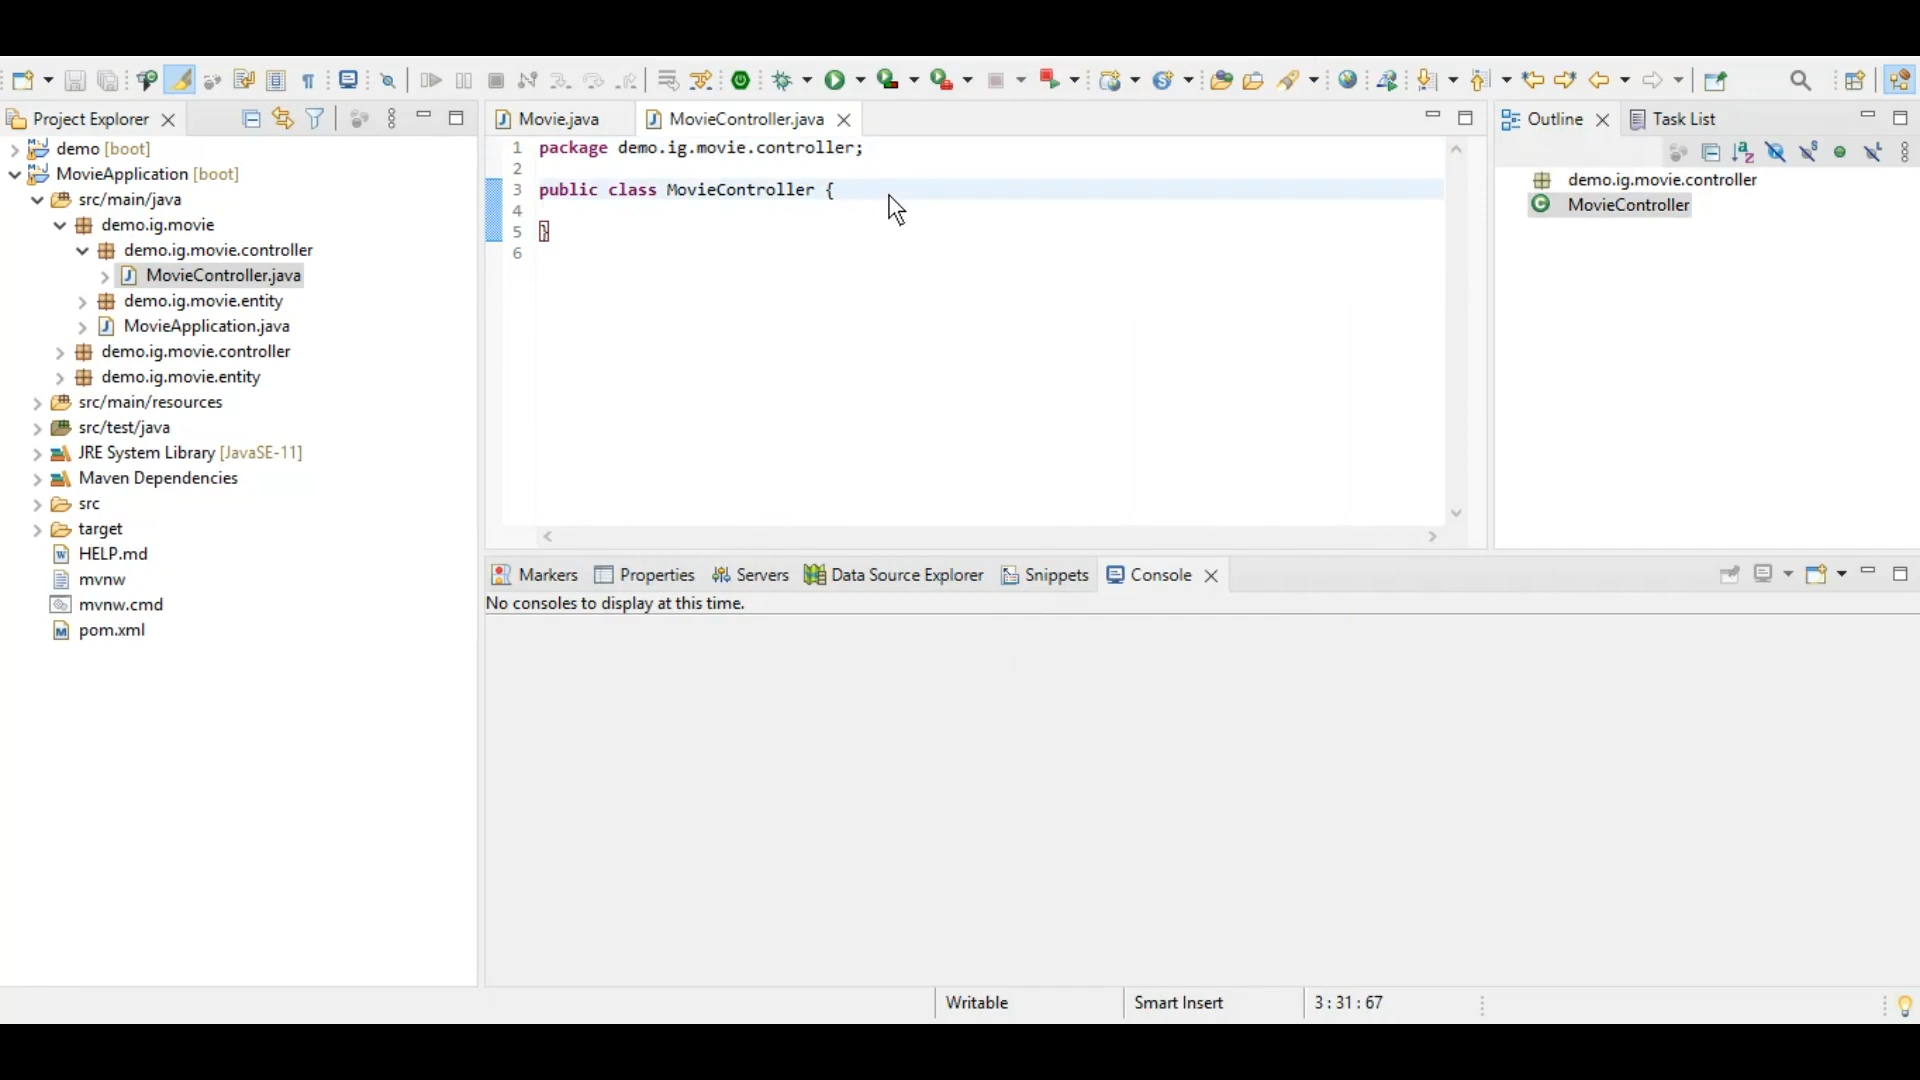 Project Explorer
demo [boot]
MovieApplication [boot]
src/main/java
demo.ig.movie
demo.ig.movie.controller
MovieController.java
demo.ig.movie.entity
MovieApplication.java
demo.ig.movie.controller
demo.ig.movie.entity
src/main/resources
src/test/java
JRE System Library [JavaSE-11]
Maven Dependencies
src
target
HELP.md
mvnw
mvnw.cmd
pom.xml
Movie.java MovieController.java
1 package demo.ig.movie.controller;
2
3 public class MovieController {
4
5 }
6
Outline Task List
demo.ig.movie.controller
MovieController
Markers Properties Servers Data Source Explorer Snippets Console
No consoles to display at this time.
Writable Smart Insert 3 : 31 : 67